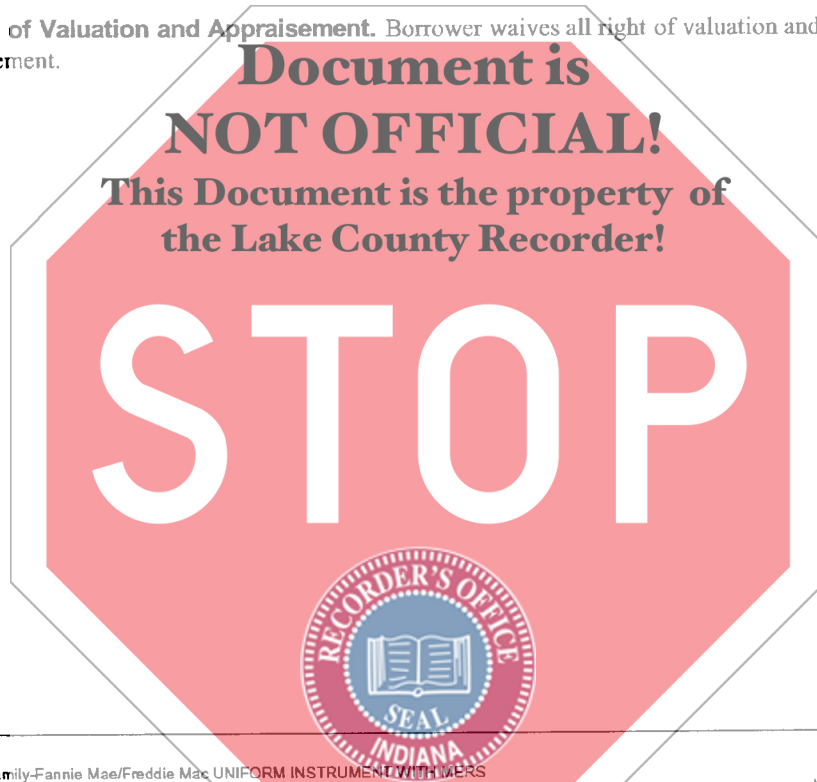 of Valuation and Appraisement. Borrower waives all right of valuation and
ement.
Document is
NOT OFFICIAL!
This Document is the property of
the Lake County Recorder!
STOP
RECORDER'S OFFICE
SEAL
INDIANA
mily-Fannie Mae/Freddie Mac UNIFORM INSTRUMENT WITH MERS